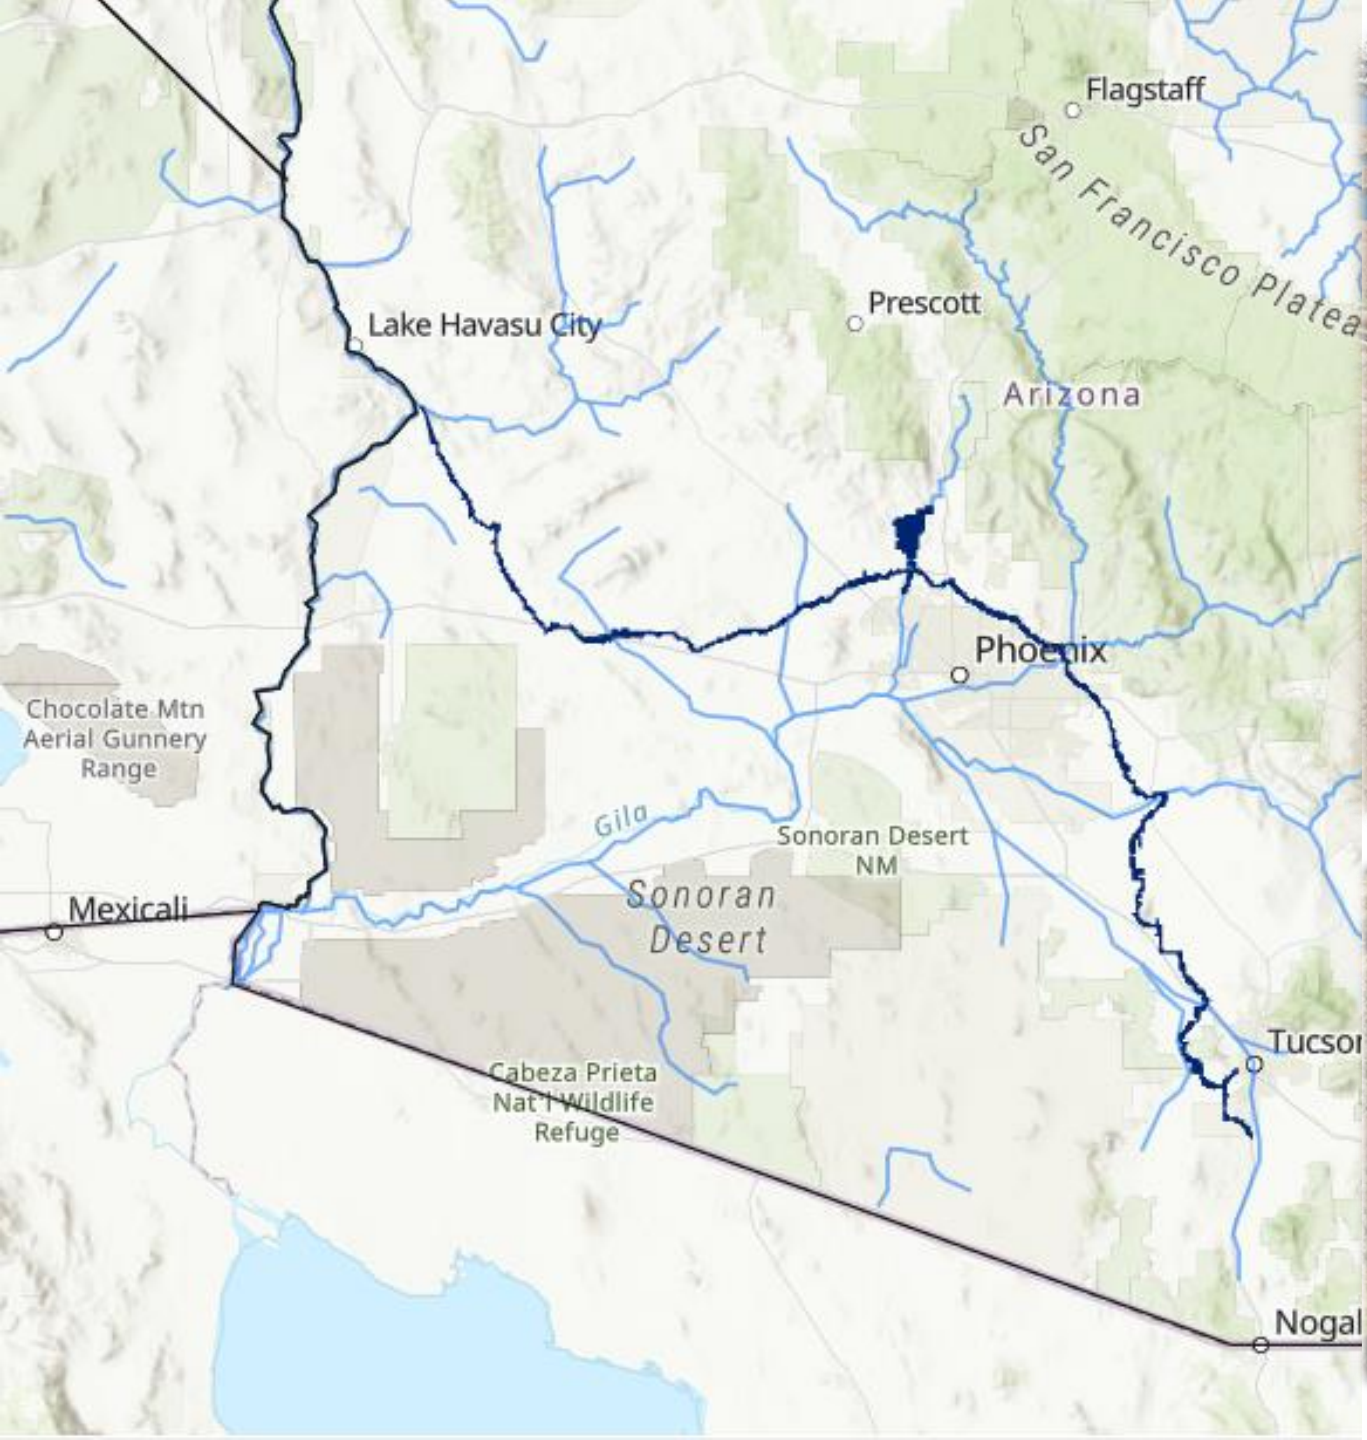 Flagstaff
San Francisco Platea
Lake Havasu City
Prescott
Arizona
Phoenix
Chocolate Mtn
Aerial Gunnery
Range
Gila
Sonoran Desert
NM
Sonoran
Desert
Mexicali
Tucson
Cabeza Prieta
Nat'l Wildlife
Refuge
Nogal